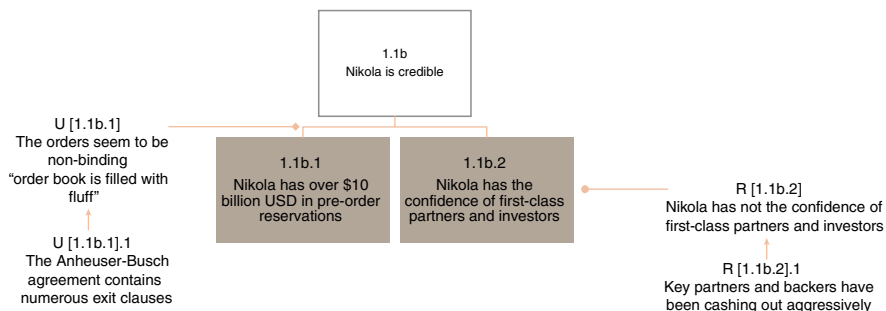 1.1b
Nikola is credible
U [1.1b.1]
The orders seem to be
non-binding
“order book is filled with
fluff”
U [1.1b.1].1
The Anheuser-Busch
agreement contains
numerous exit clauses
1.1b.1
Nikola has over $10
billion USD in pre-order
reservations
1.1b.2
Nikola has the
confidence of first-class
partners and investors
R [1.1b.2]
Nikola has not the confidence of
first-class partners and investors
R [1.1b.2].1
Key partners and backers have
been cashing out aggressively